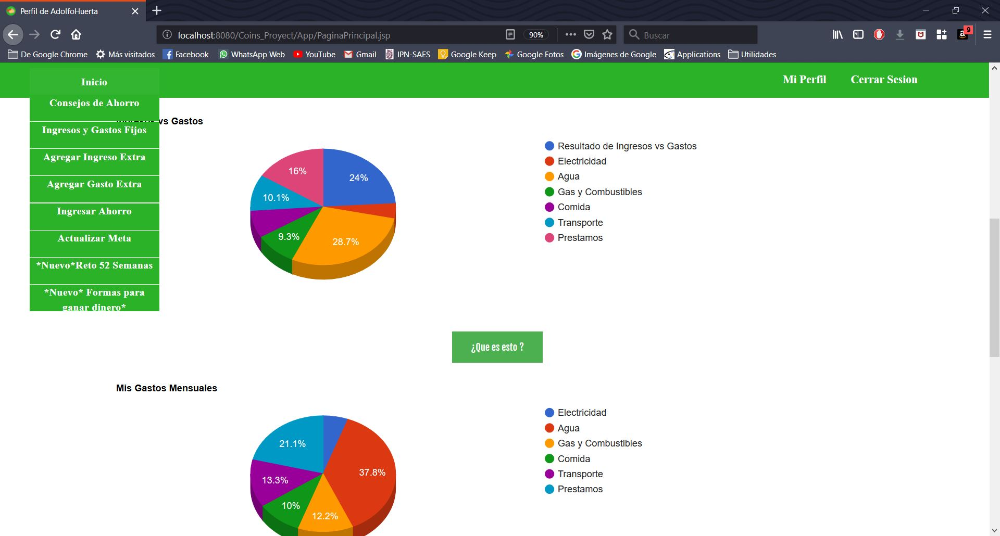 Perfil de AdolfoHuerta
localhost:8080/Coins_Proyect/App/PaginaPrincipal.jsp 90% Buscar 9
De Google Chrome Más visitados Facebook WhatsApp Web YouTube Gmail IPN-SAES Google Keep Google Fotos Imágenes de Google Applications Utilidades
Inicio
Mi Perfil Cerrar Sesion
Consejos de Ahorro
Ingresos y Gastos Fijos
Agregar Ingreso Extra
Agregar Gasto Extra
Ingresar Ahorro
Actualizar Meta
*Nuevo*Reto 52 Semanas
*Nuevo* Formas para
ganar dinero*
vs Gastos
24%
28.7%
9.3%
10.1%
16%
Resultado de Ingresos vs Gastos
Electricidad
Agua
Gas y Combustibles
Comida
Transporte
Prestamos
¿Que es esto ?
Mis Gastos Mensuales
37.8%
12.2%
10%
13.3%
21.1%
Electricidad
Agua
Gas y Combustibles
Comida
Transporte
Prestamos